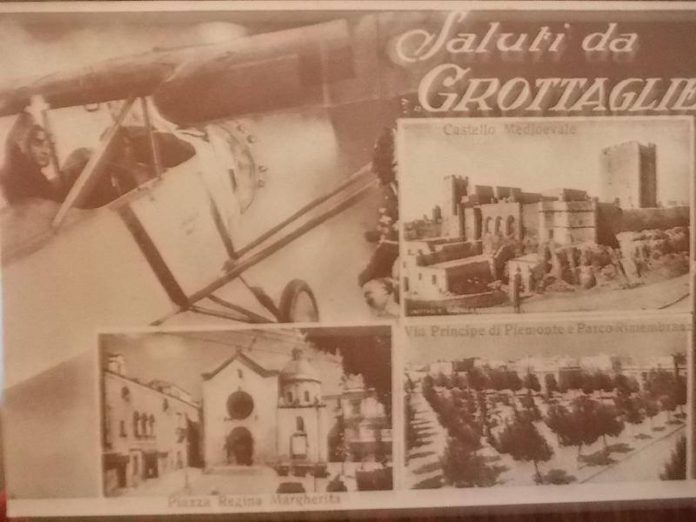 Saluti da
GROTTAGLIE
Castello Medioevale
Via Principe di Piemonte e Parco Rimembranza
Piazza Regina Margherita